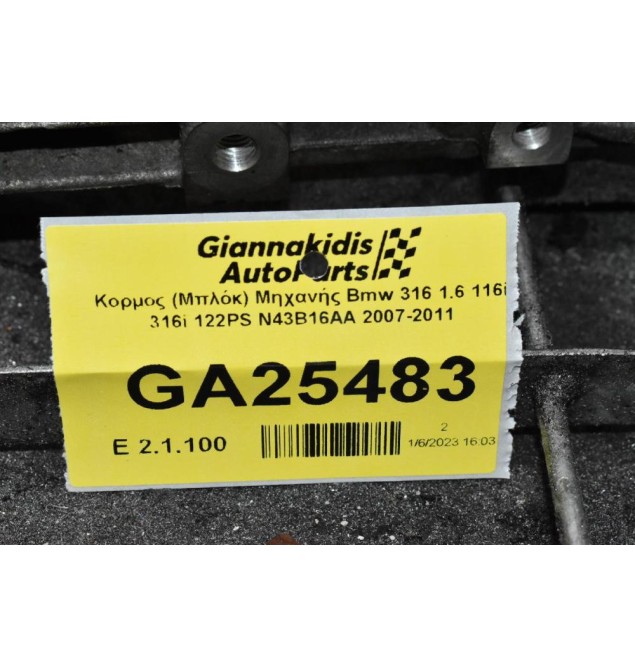 Giannakidis
AutoParts
Κορμος (Μπλόκ) Μηχανής Bmw 316 1.6 116i
316i 122PS N43B16AA 2007-2011
GA25483
E 2.1.100
2
1/6/2023 16:03